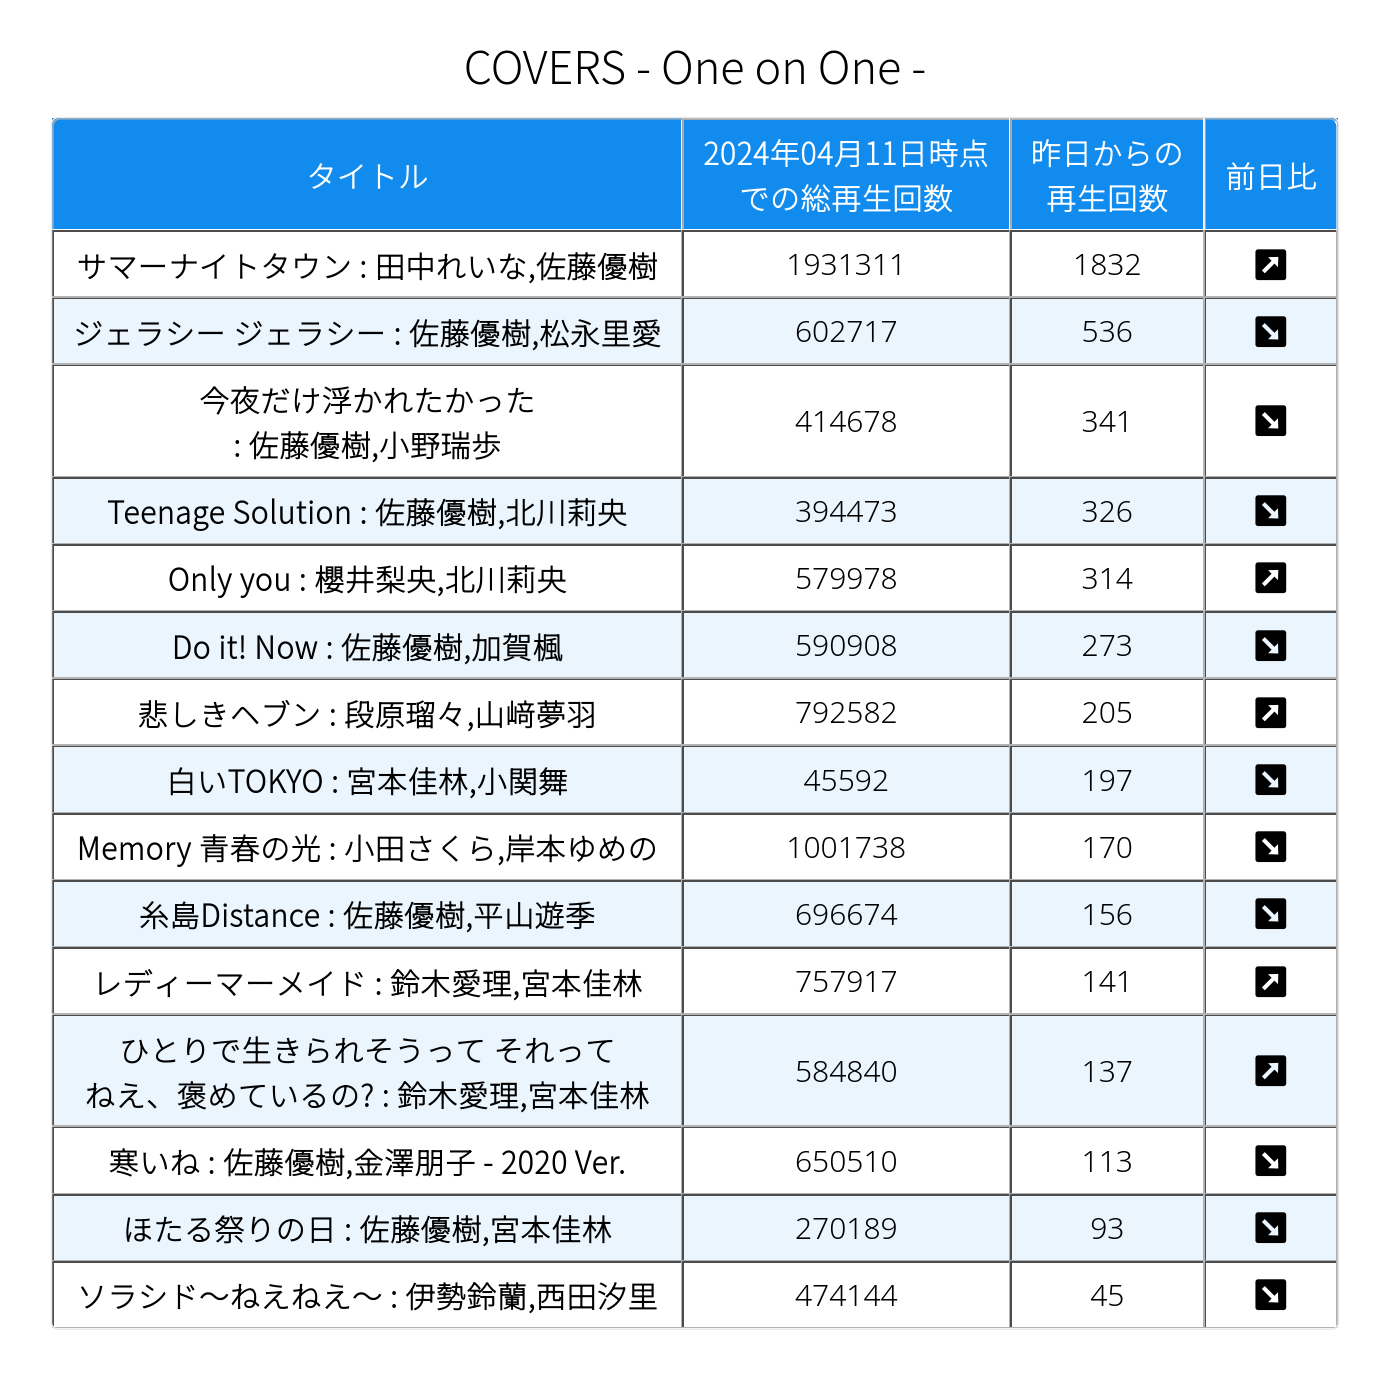 COVERS - One on One -
タイトル
2024年04月11日時点
での総再生回数
昨日からの
再生回数
前日比
サマーナイトタウン : 田中れいな,佐藤優樹
1931311
1832
ジェラシー ジェラシー : 佐藤優樹,松永里愛
602717
536
今夜だけ浮かれたかった
: 佐藤優樹,小野瑞歩
414678
341
Teenage Solution : 佐藤優樹,北川莉央
394473
326
Only you : 櫻井梨央,北川莉央
579978
314
Do it! Now : 佐藤優樹,加賀楓
590908
273
悲しきヘブン : 段原瑠々,山﨑夢羽
792582
205
白いTOKYO : 宮本佳林,小関舞
45592
197
Memory 青春の光 : 小田さくら,岸本ゆめの
1001738
170
糸島Distance : 佐藤優樹,平山遊季
696674
156
レディーマーメイド : 鈴木愛理,宮本佳林
757917
141
ひとりで生きられそうって それって
ねえ、褒めているの? : 鈴木愛理,宮本佳林
584840
137
寒いね : 佐藤優樹,金澤朋子 - 2020 Ver.
650510
113
ほたる祭りの日 : 佐藤優樹,宮本佳林
270189
93
ソラシド〜ねえねえ〜 : 伊勢鈴蘭,西田汐里
474144
45